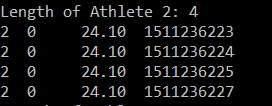 Length of Athlete 2: 4
2  0     24.10  1511236223
2  0     24.10  1511236224
2  0     24.10  1511236225
2  0     24.10  1511236227